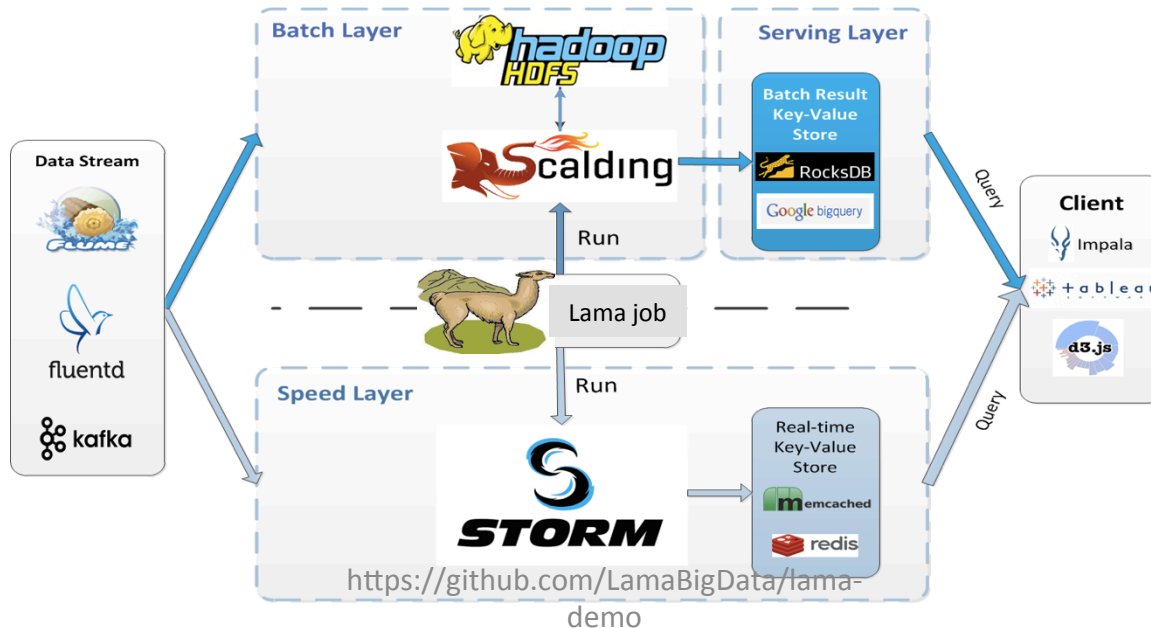 Data Stream
FLUME
fluentd
kafka
Batch Layer
hadoop
HDFS
Scalding
Run
Lama job
Run
Speed Layer
STORM
Serving Layer
Batch Result
Key-Value
Store
RocksDB
Google bigquery
Real-time
Key-Value
Store
memcached
redis
Query
Query
Client
Impala
+ableau
d3.js
https://github.com/LamaBigData/lama-
demo